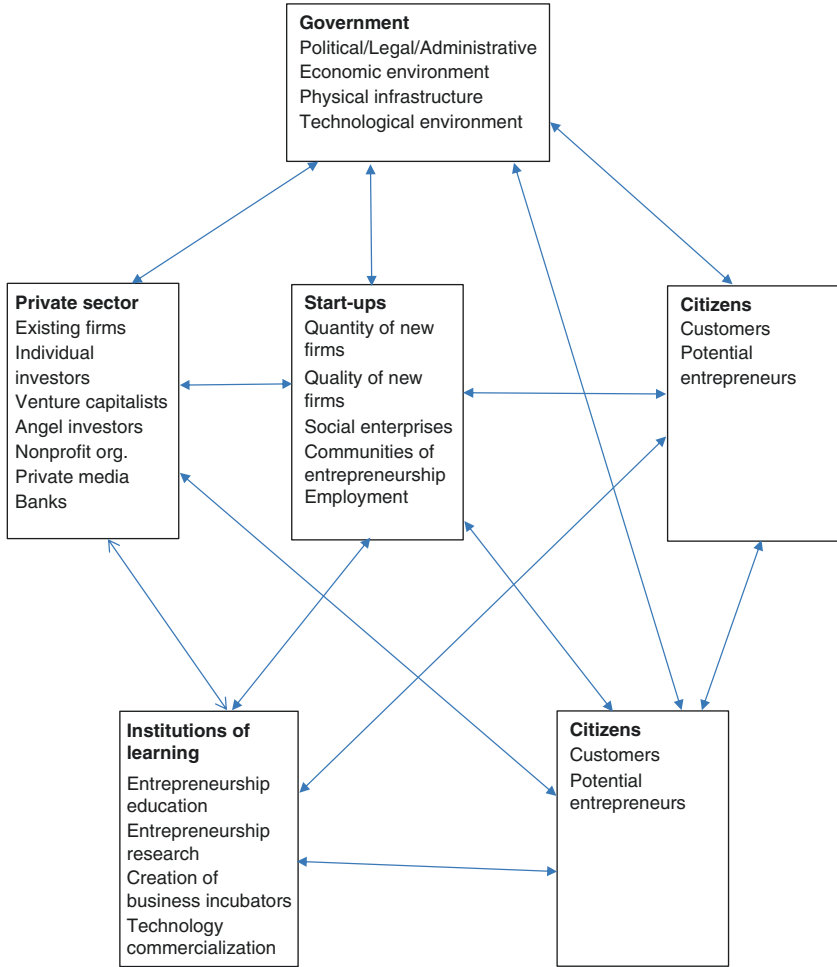 Government
Political/Legal/Administrative
Economic environment
Physical infrastructure
Technological environment
Private sector
Existing firms
Individual
investors
Venture capitalists
Angel investors
Nonprofit org.
Private media
Banks
Start-ups
Quantity of new
firms
Quality of new
firms
Social enterprises
Communities of
entrepreneurship
Employment
Citizens
Customers
Potential
entrepreneurs
Institutions of
learning
Entrepreneurship
education
Entrepreneurship
research
Creation of
business incubators
Technology
commercialization
Citizens
Customers
Potential
entrepreneurs